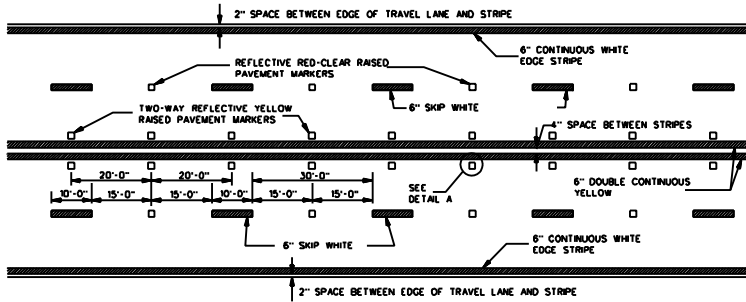 2" SPACE BETWEEN EDGE OF TRAVEL LANE AND STRIPE
6" CONTINUOUS WHITE
EDGE STRIPE
REFLECTIVE RED-CLEAR RAISED
PAVEMENT MARKERS
TWO-WAY REFLECTIVE YELLOW
RAISED PAVEMENT MARKERS
6" SKIP WHITE
4" SPACE BETWEEN STRIPES
20'-0" 20'-0" 30'-0"
10'-0" 15'-0" 15'-0" 10'-0" 15'-0" 15'-0"
SEE
DETAIL A
6" DOUBLE CONTINUOUS
YELLOW
6" SKIP WHITE
6" CONTINUOUS WHITE
EDGE STRIPE
2" SPACE BETWEEN EDGE OF TRAVEL LANE AND STRIPE